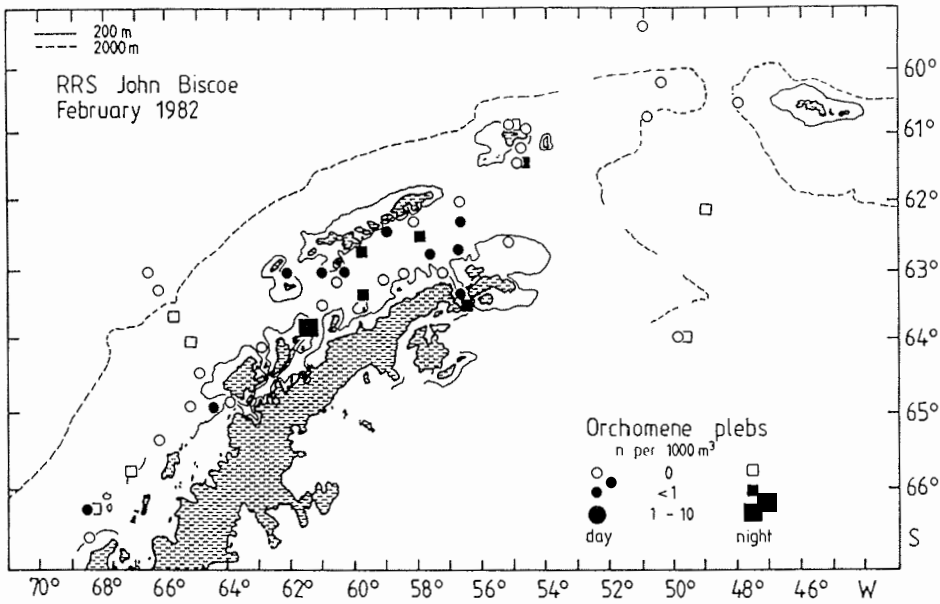 200 m
2000 m
RRS John Biscoe
February 1982
60°
61°
62°
63°
64°
65°
66°
S
Orchomene plebs
n per 1000 m³
0
<1
1 - 10
day night
70° 68° 66° 64° 62° 60° 58° 56° 54° 52° 50° 48° 46° W